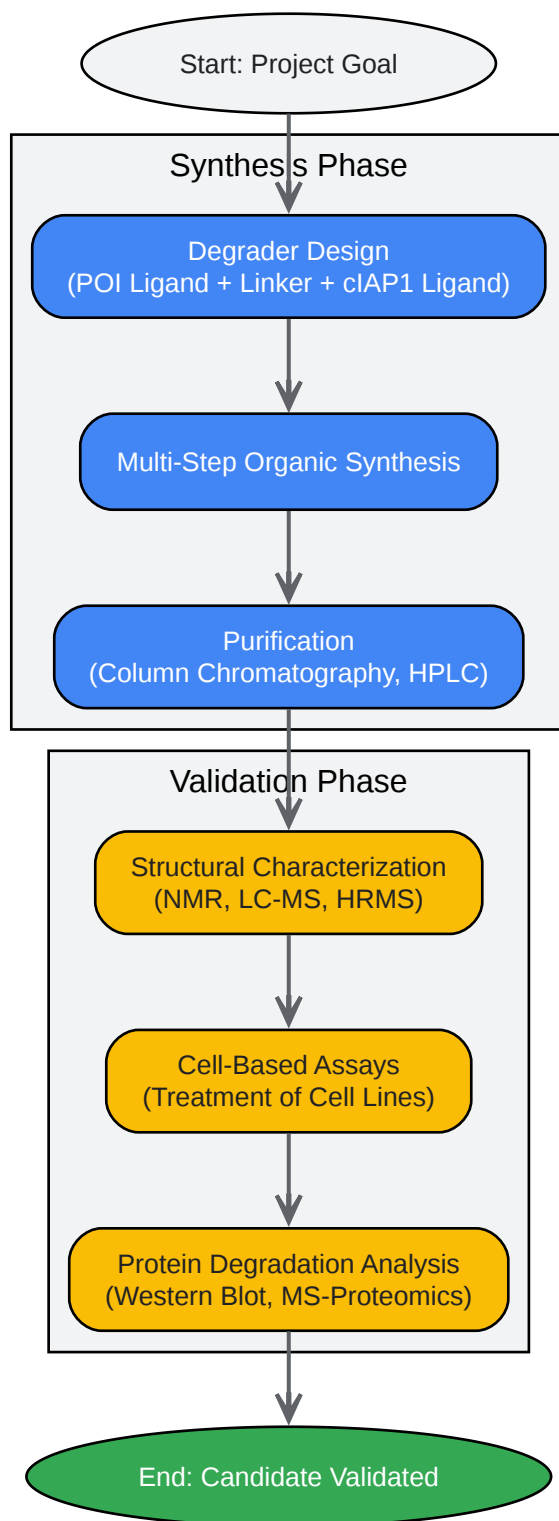 Start: Project Goal
Synthesis Phase
Degrader Design
(POI Ligand + Linker + cIAP1 Ligand)
Multi-Step Organic Synthesis
Purification
(Column Chromatography, HPLC)
Validation Phase
Structural Characterization
(NMR, LC-MS, HRMS)
Cell-Based Assays
(Treatment of Cell Lines)
Protein Degradation Analysis
(Western Blot, MS-Proteomics)
End: Candidate Validated